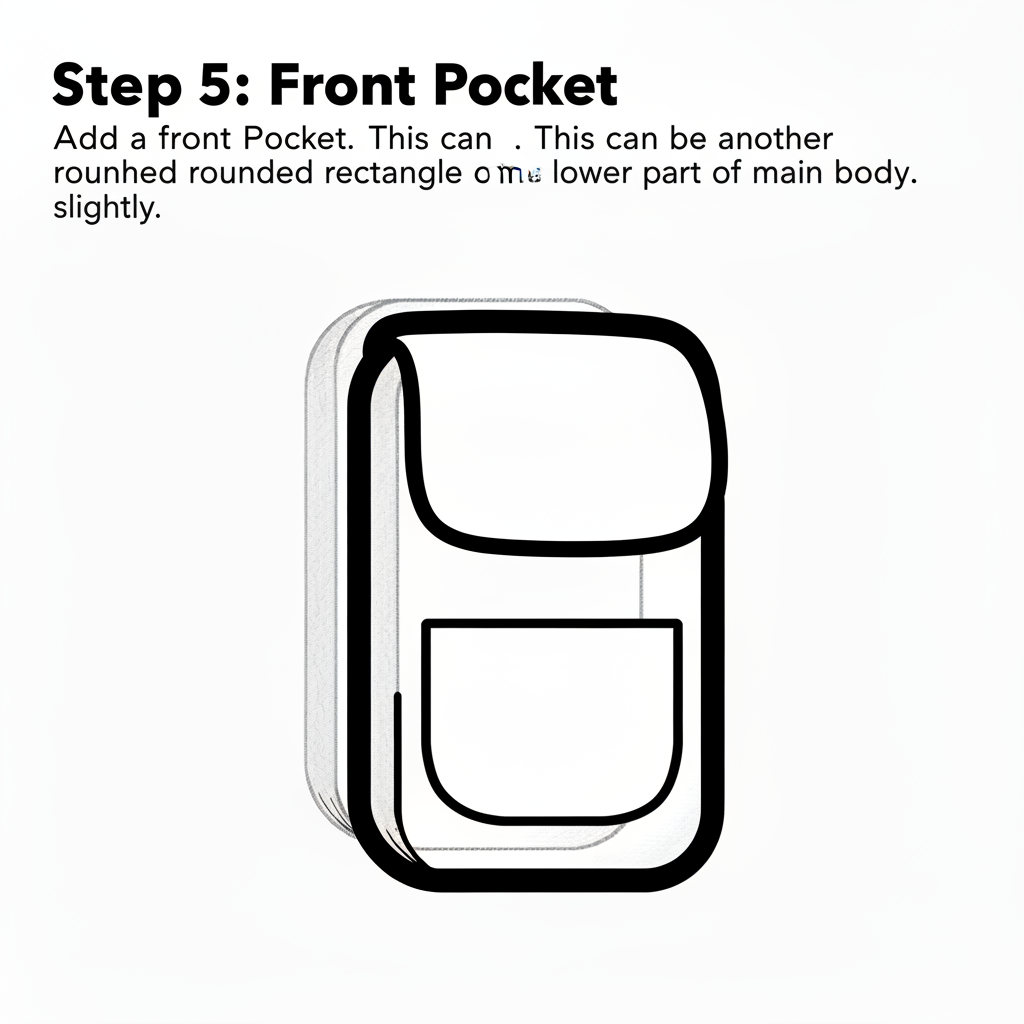 Step 5: Front Pocket
Add a front Pocket. This can . This can be another
rounhed rounded rectangle lower part of main body.
slightly.